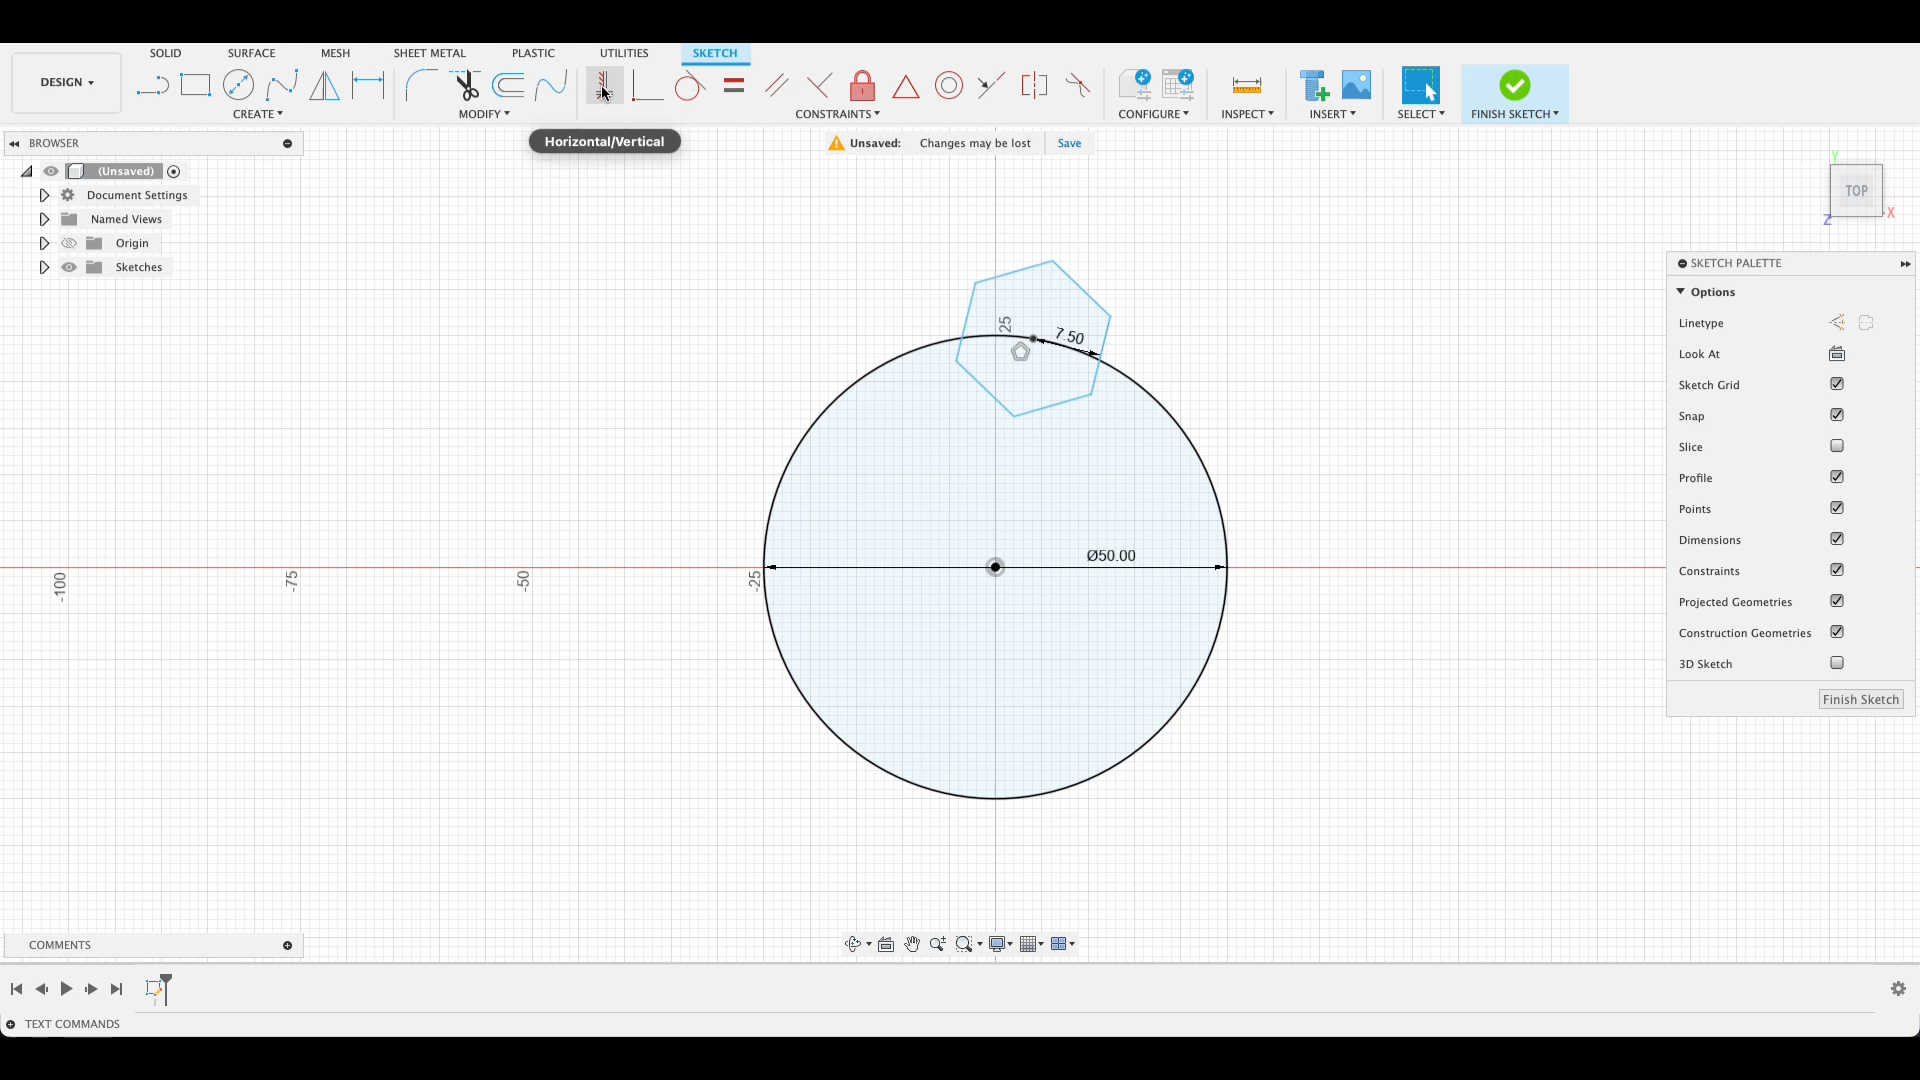 SOLID SURFACE MESH SHEET METAL PLASTIC UTILITIES SKETCH
DESIGN
CREATE MODIFY CONSTRAINTS CONFIGURE INSPECT INSERT SELECT FINISH SKETCH
Horizontal/Vertical
BROWSER
Unsaved: Changes may be lost Save
(Unsaved)
Document Settings
Named Views
Origin
Sketches
Y
TOP
X
Z
SKETCH PALETTE
Options
Linetype
Look At
Sketch Grid
Snap
Slice
Profile
Points
Dimensions
Constraints
Projected Geometries
Construction Geometries
3D Sketch
Finish Sketch
25
7.50
Ø50.00
-100
-75
-50
-25
COMMENTS
TEXT COMMANDS